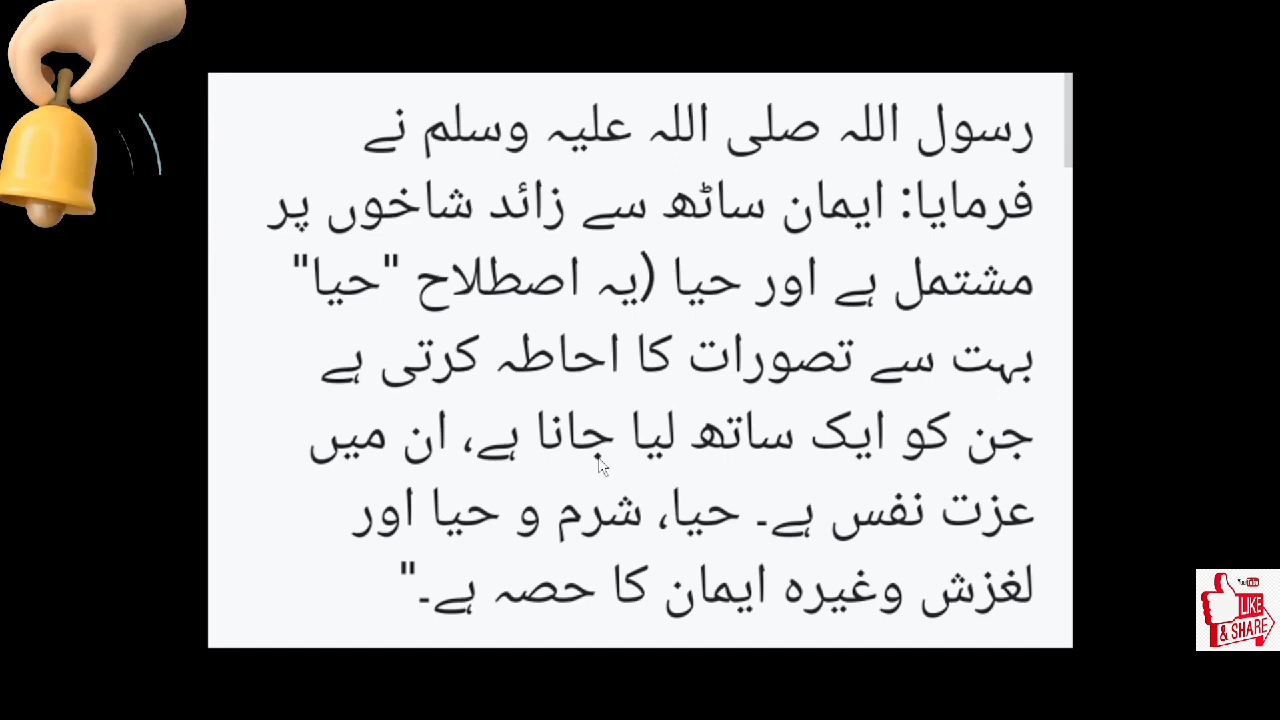 رسول اللہ صلی اللہ علیہ وسلم نے
فرمایا: ایمان ساٹھ سے زائد شاخوں پر
مشتمل ہے اور حیا (یہ اصطلاح "حیا"
بہت سے تصورات کا احاطہ کرتی ہے
جن کو ایک ساتھ لیا جانا ہے، ان میں
عزت نفس ہے۔ حیا، شرم و حیا اور
لغزش وغیرہ ایمان کا حصہ ہے۔"
YouTube
LIKE
& SHARE